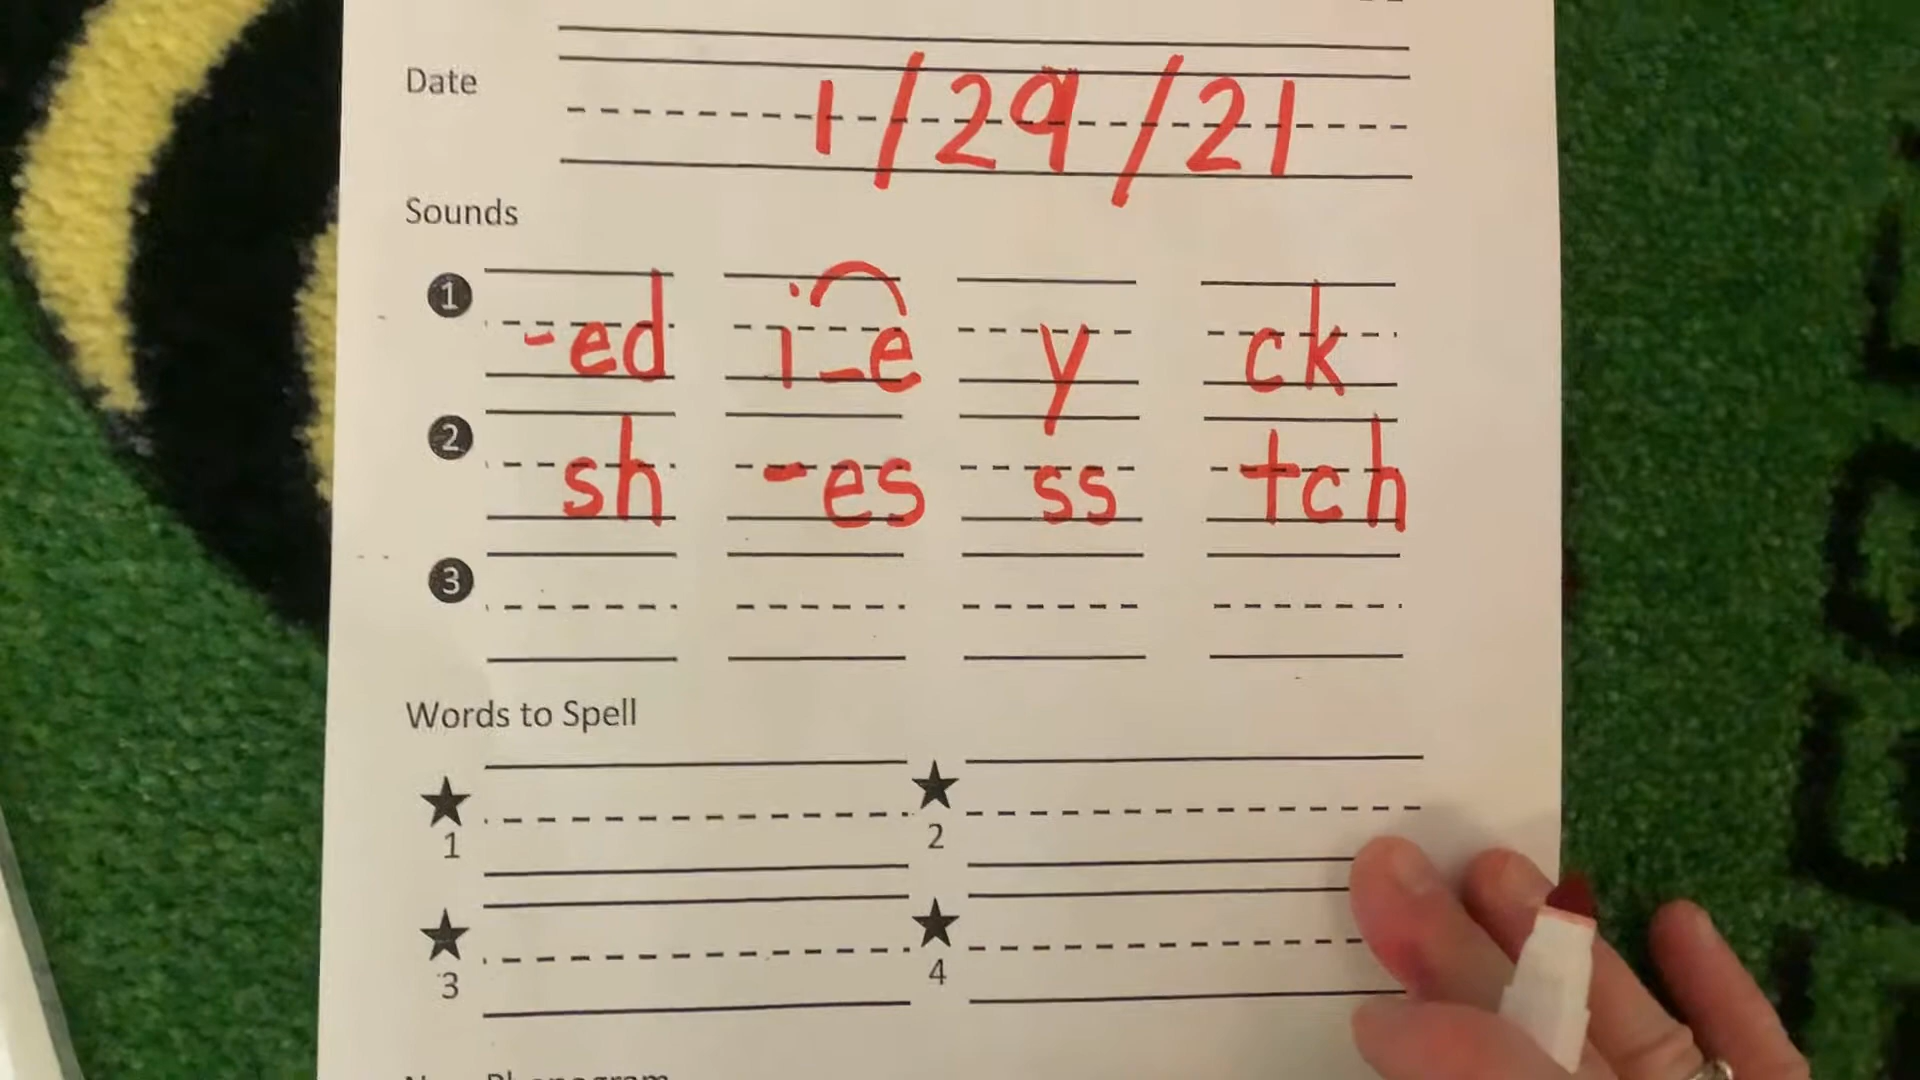 Date 1/29/21
Sounds
1 -ed i_e y ck
2 sh -es ss tch
3
Words to Spell
1 2
3 4